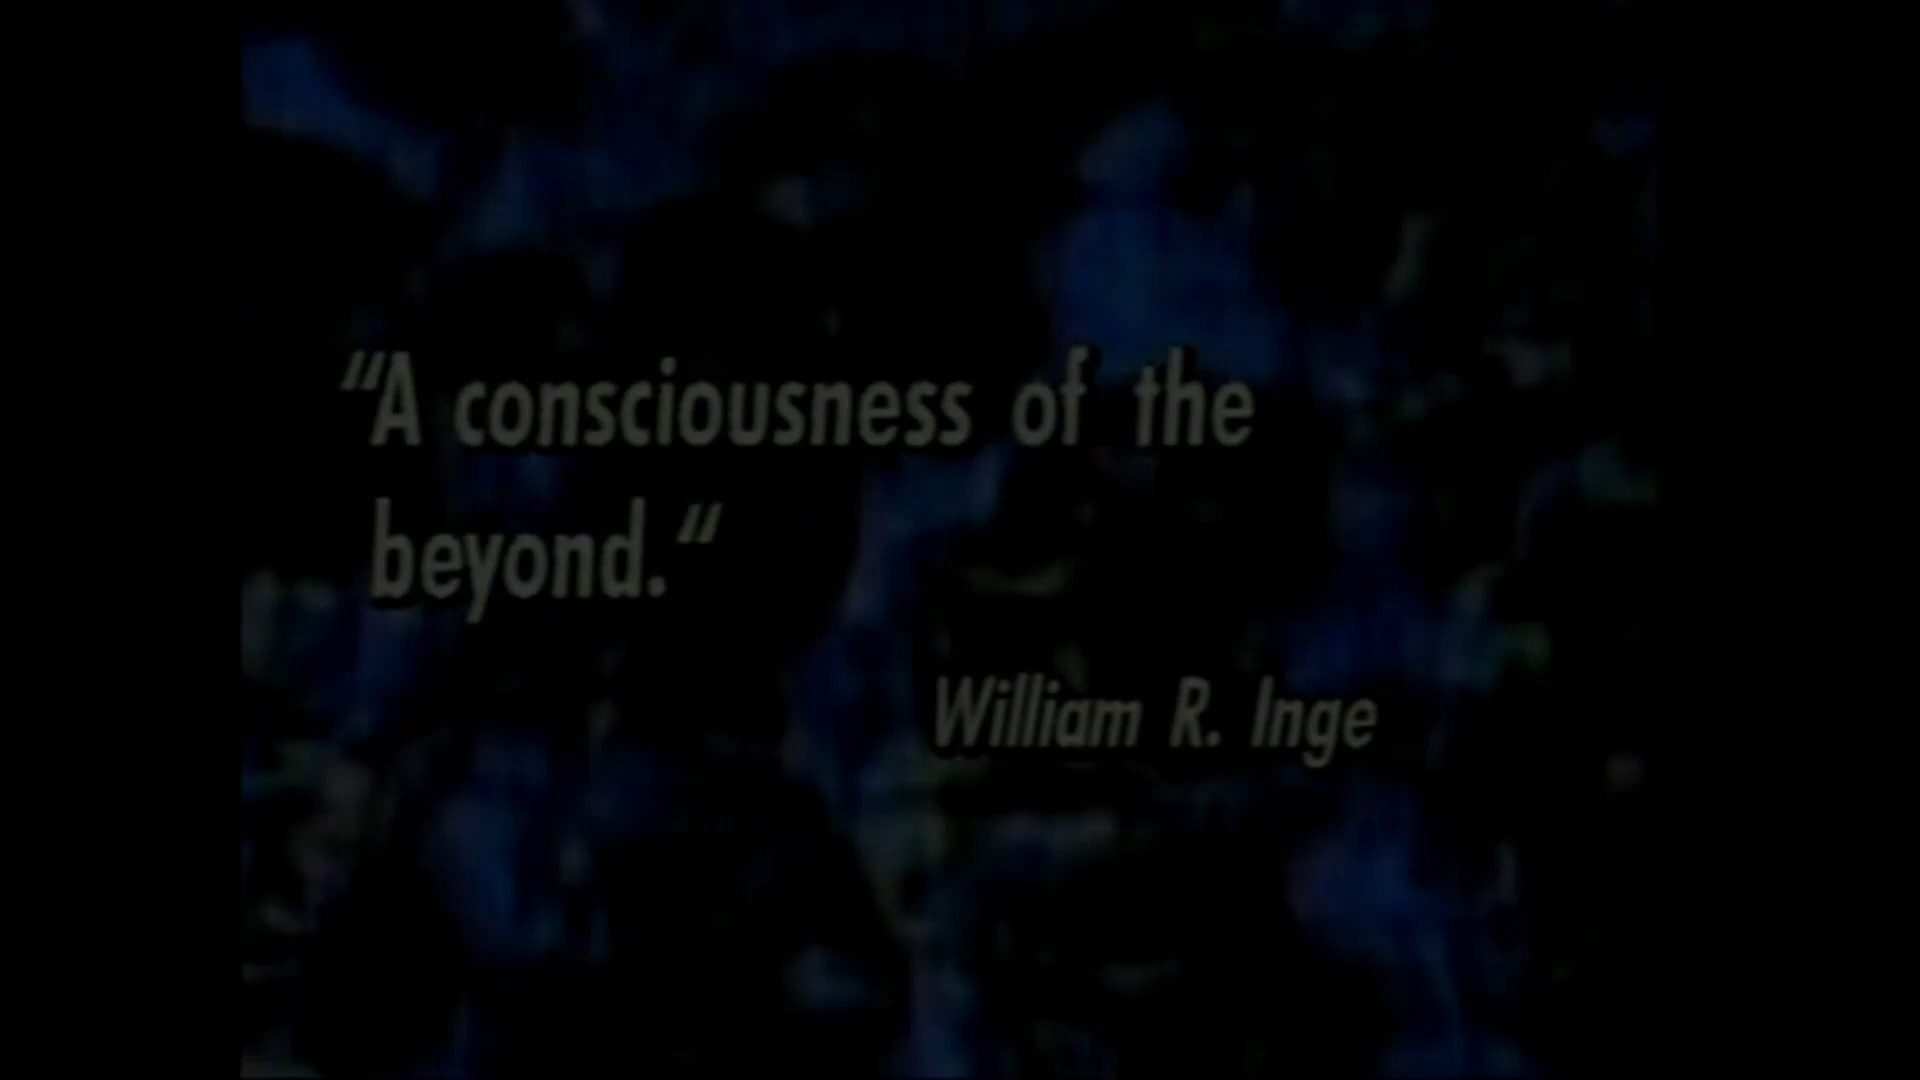 “A consciousness of the
beyond.“
William R. Inge